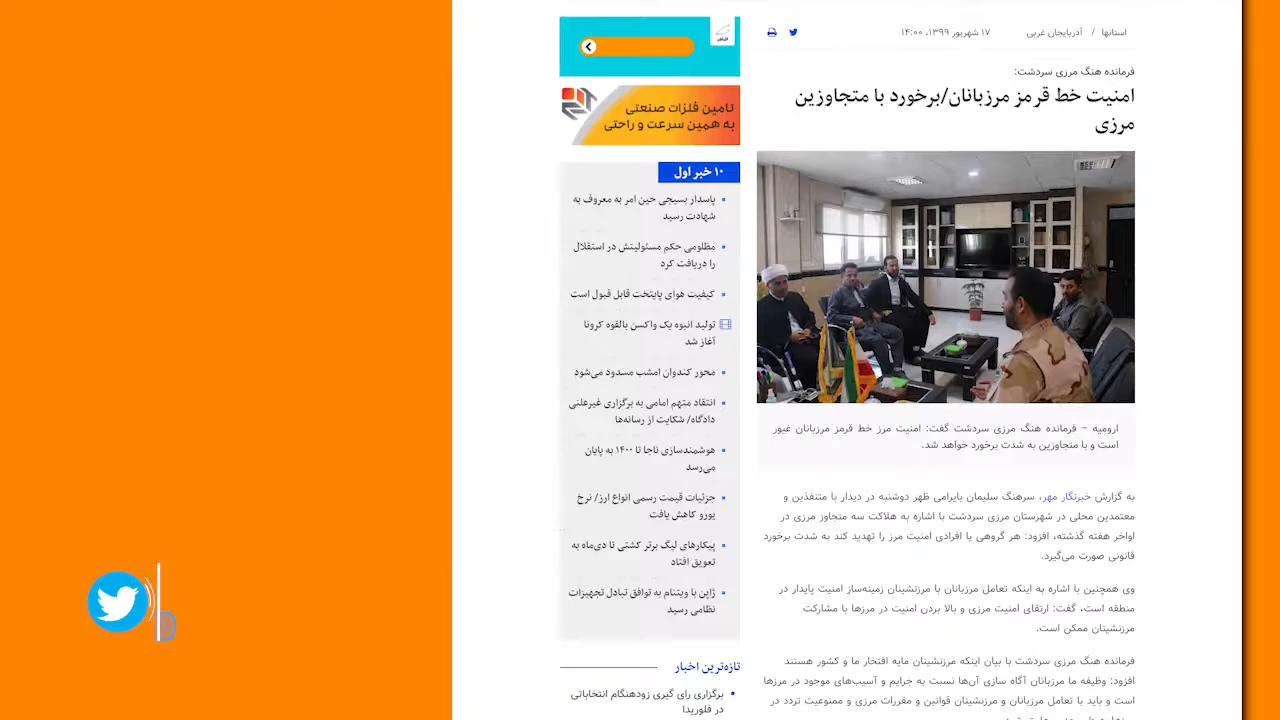 استانها / آذربایجان غربی
۱۷ شهریور ۱۳۹۹، ۱۴:۰۰
فرمانده هنگ مرزی سردشت:
امنیت خط قرمز مرزبانان/برخورد با متجاوزین
مرزی
ارومیه – فرمانده هنگ مرزی سردشت گفت: امنیت مرز خط قرمز مرزبانان غیور
است و با متجاوزین به شدت برخورد خواهد شد.
به گزارش خبرنگار مهر، سرهنگ سلیمان بایرامی ظهر دوشنبه در دیدار با متنفذین و
معتمدین محلی در شهرستان مرزی سردشت با اشاره به هلاکت سه متجاوز مرزی در
اواخر هفته گذشته، افزود: هر گروهی یا افرادی امنیت مرز را تهدید کند به شدت برخورد
قانونی صورت می‌گیرد.
وی همچنین با اشاره به اینکه تعامل مرزبانان با مرزنشینان زمینه‌ساز امنیت پایدار در
منطقه است، گفت: ارتقای امنیت مرزی و بالا بردن امنیت در مرزها با مشارکت
مرزنشینان ممکن است.
فرمانده هنگ مرزی سردشت با بیان اینکه مرزنشینان مایه افتخار ما و کشور هستند
افزود: وظیفه ما مرزبانان آگاه سازی آن‌ها نسبت به جرایم و آسیب‌های موجود در مرزها
است و باید با تعامل مرزبانان و مرزنشینان قوانین و مقررات مرزی و ممنوعیت تردد در
تامین فلزات صنعتی
به همین سرعت و راحتی
۱۰ خبر اول
پاسدار بسیجی حین امر به معروف به
شهادت رسید
مظلومی حکم مسئولیتش در استقلال
را دریافت کرد
کیفیت هوای پایتخت قابل قبول است
تولید انبوه یک واکسن بالقوه کرونا
آغاز شد
محور کندوان امشب مسدود می‌شود
انتقاد متهم امامی به برگزاری غیرعلنی
دادگاه/ شکایت از رسانه‌ها
هوشمندسازی ناجا تا ۱۴۰۰ به پایان
می‌رسد
جزئیات قیمت رسمی انواع ارز/ نرخ
یورو کاهش یافت
پیکارهای لیگ برتر کشتی تا دی‌ماه به
تعویق افتاد
ژاپن با ویتنام به توافق تبادل تجهیزات
نظامی رسید
تازه‌ترین اخبار
برگزاری رای گیری زودهنگام انتخاباتی
در فلوریدا